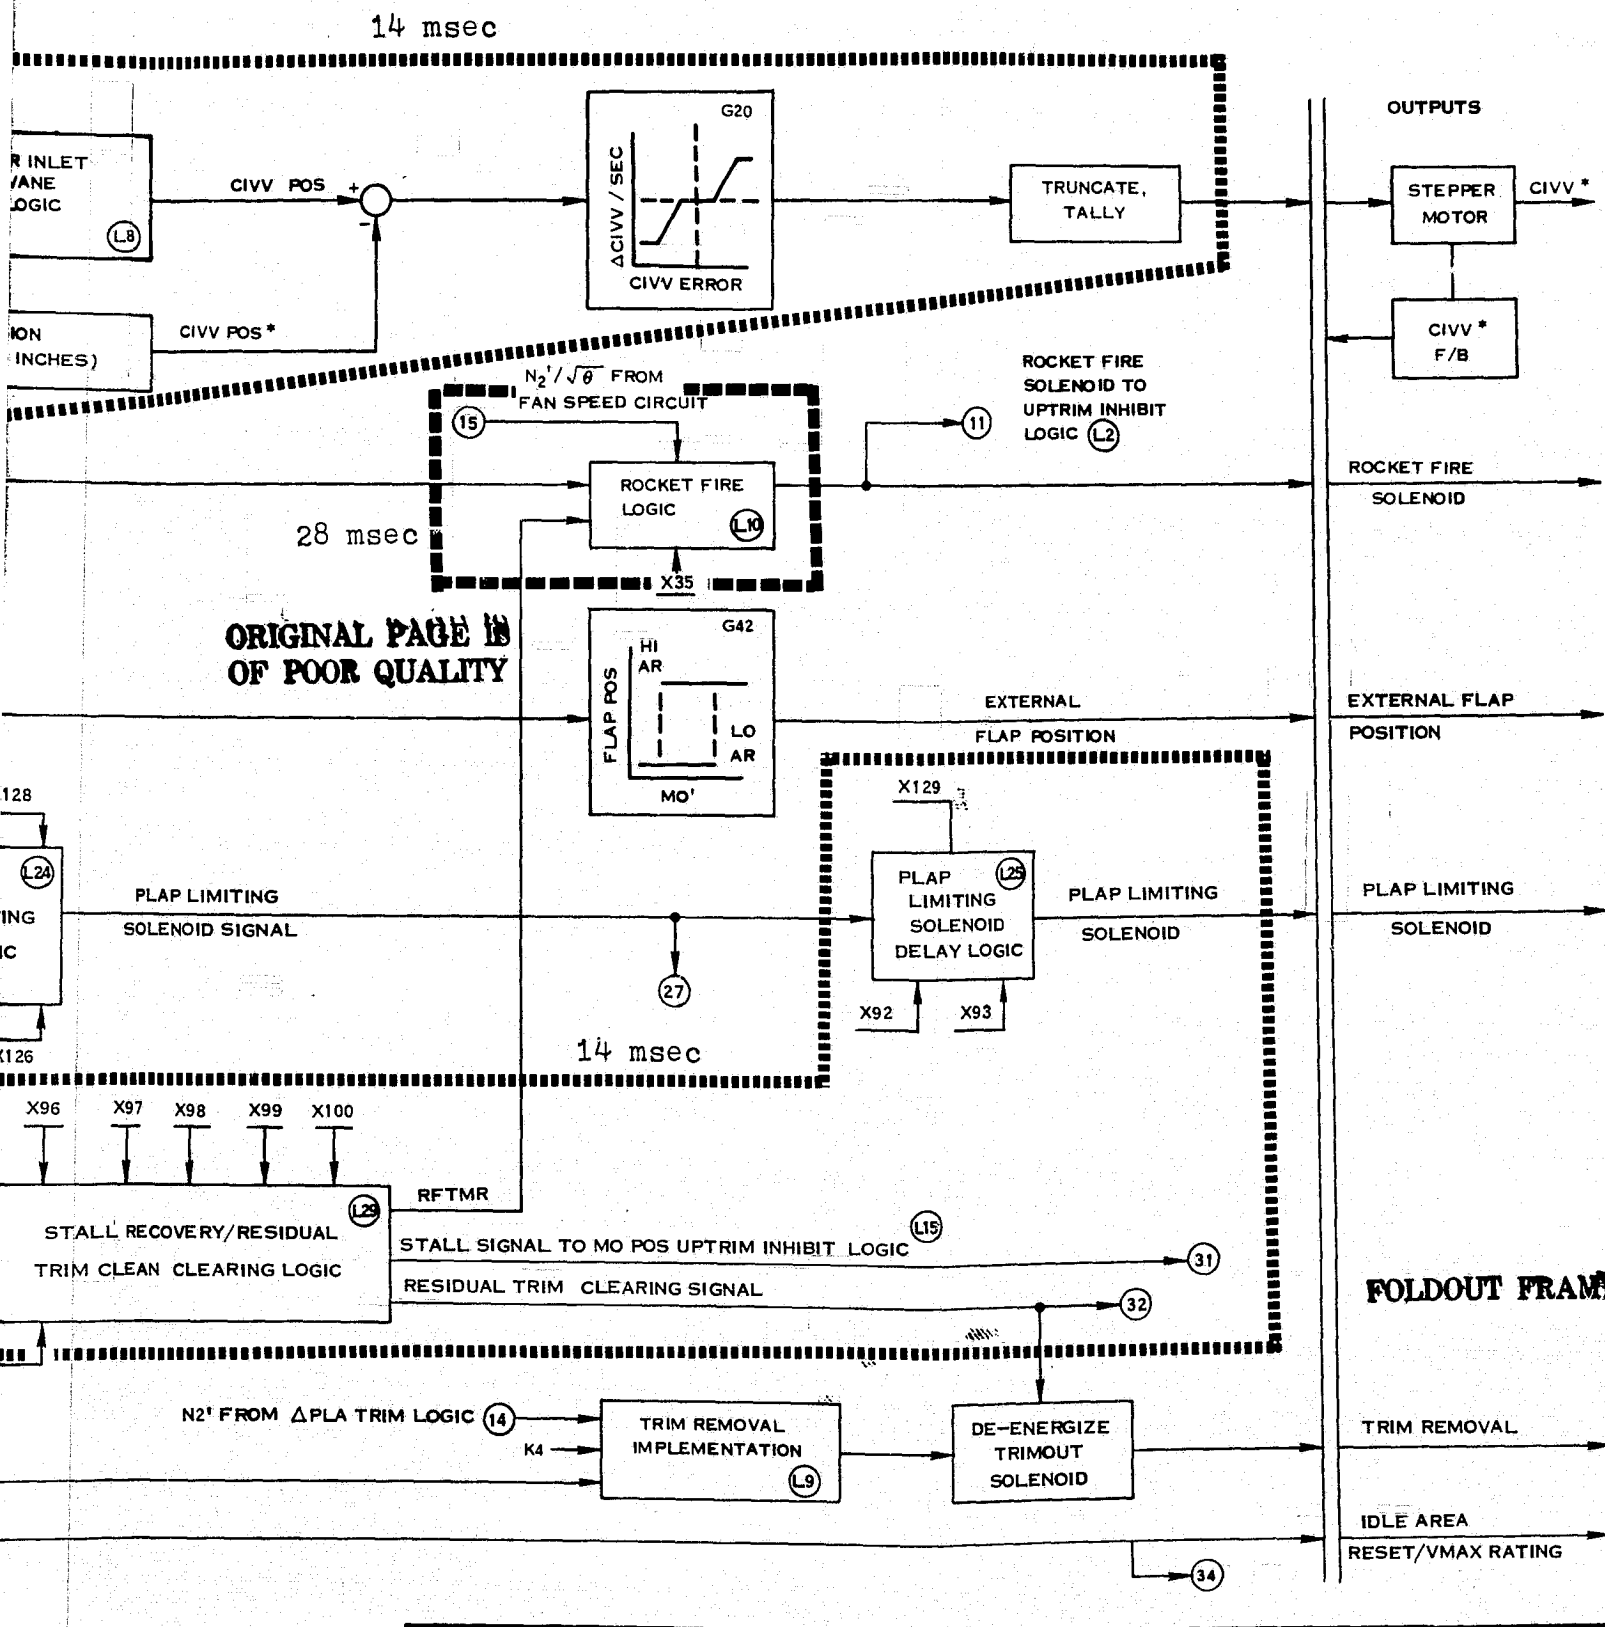 14 msec
OUTPUTS
R INLET
VANE
LOGIC
L8
CIVV POS
+
-
G20
ΔCIVV / SEC
CIVV ERROR
TRUNCATE,
TALLY
STEPPER
MOTOR
CIVV *
CIVV *
F/B
ION
INCHES)
CIVV POS *
N2'/√θ FROM
FAN SPEED CIRCUIT
15
ROCKET FIRE
LOGIC
L10
X35
28 msec
11
ROCKET FIRE
SOLENOID TO
UPTRIM INHIBIT
LOGIC L2
ROCKET FIRE
SOLENOID
ORIGINAL PAGE IS
OF POOR QUALITY
G42
FLAP POS
HI
AR
LO
AR
MO'
EXTERNAL
FLAP POSITION
EXTERNAL FLAP
POSITION
128
L24
TING
IC
X126
PLAP LIMITING
SOLENOID SIGNAL
27
X129
PLAP
LIMITING
SOLENOID
DELAY LOGIC
L25
X92
X93
PLAP LIMITING
SOLENOID
PLAP LIMITING
SOLENOID
14 msec
X96
X97
X98
X99
X100
STALL RECOVERY/RESIDUAL
TRIM CLEAN CLEARING LOGIC
L29
RFTMR
STALL SIGNAL TO MO POS UPTRIM INHIBIT LOGIC L15
31
RESIDUAL TRIM CLEARING SIGNAL
32
FOLDOUT FRAM
N2' FROM ΔPLA TRIM LOGIC 14
K4
TRIM REMOVAL
IMPLEMENTATION
L9
DE-ENERGIZE
TRIMOUT
SOLENOID
TRIM REMOVAL
IDLE AREA
RESET/VMAX RATING
34